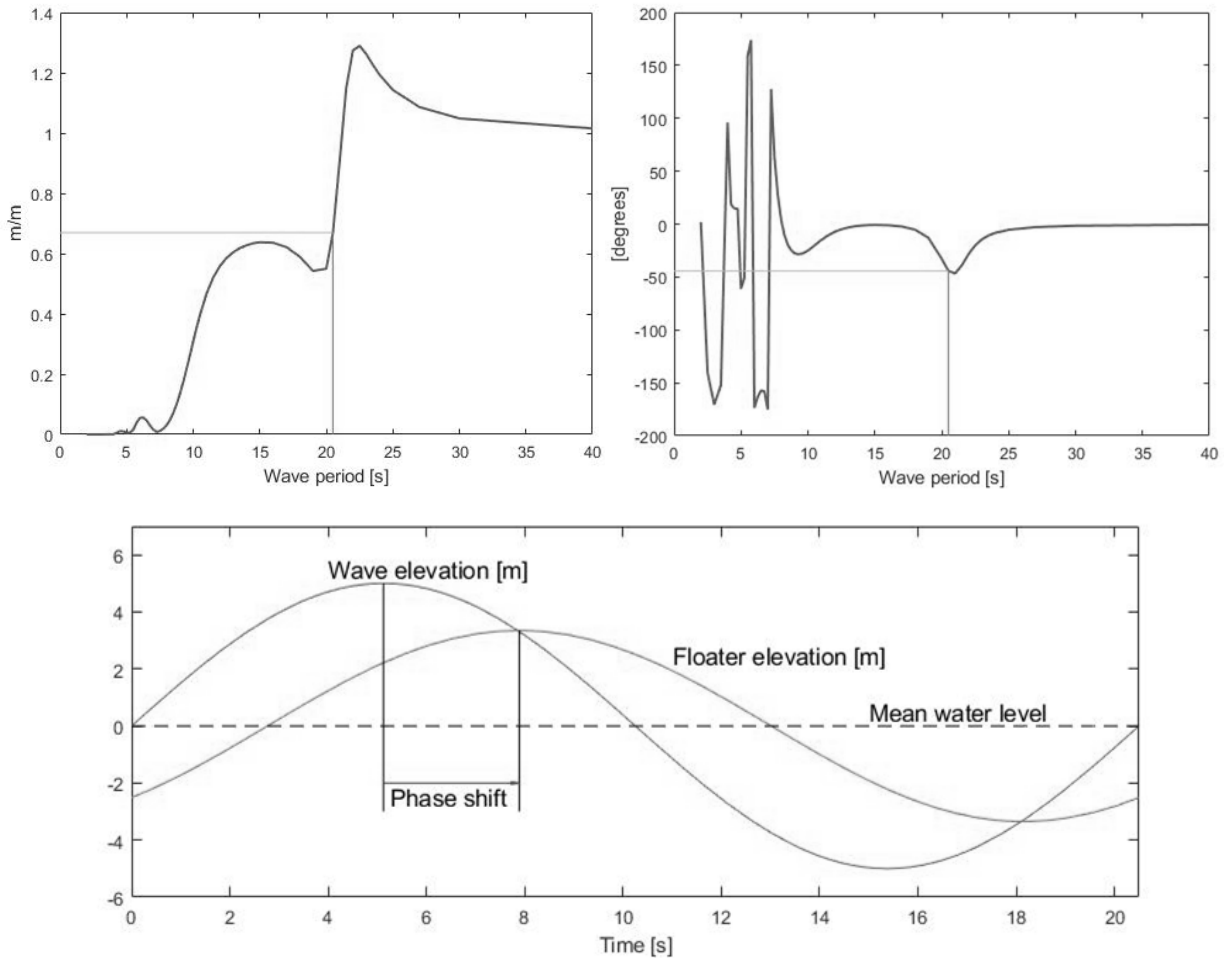 1.4
1.2
1
0.8
0.6
0.4
0.2
0
m/m
0 5 10 15 20 25 30 35 40
Wave period [s]
200
150
100
50
0
-50
-100
-150
-200
[degrees]
0 5 10 15 20 25 30 35 40
Wave period [s]
6
4
2
0
-2
-4
-6
Wave elevation [m]
Floater elevation [m]
Mean water level
Phase shift
0 2 4 6 8 10 12 14 16 18 20
Time [s]